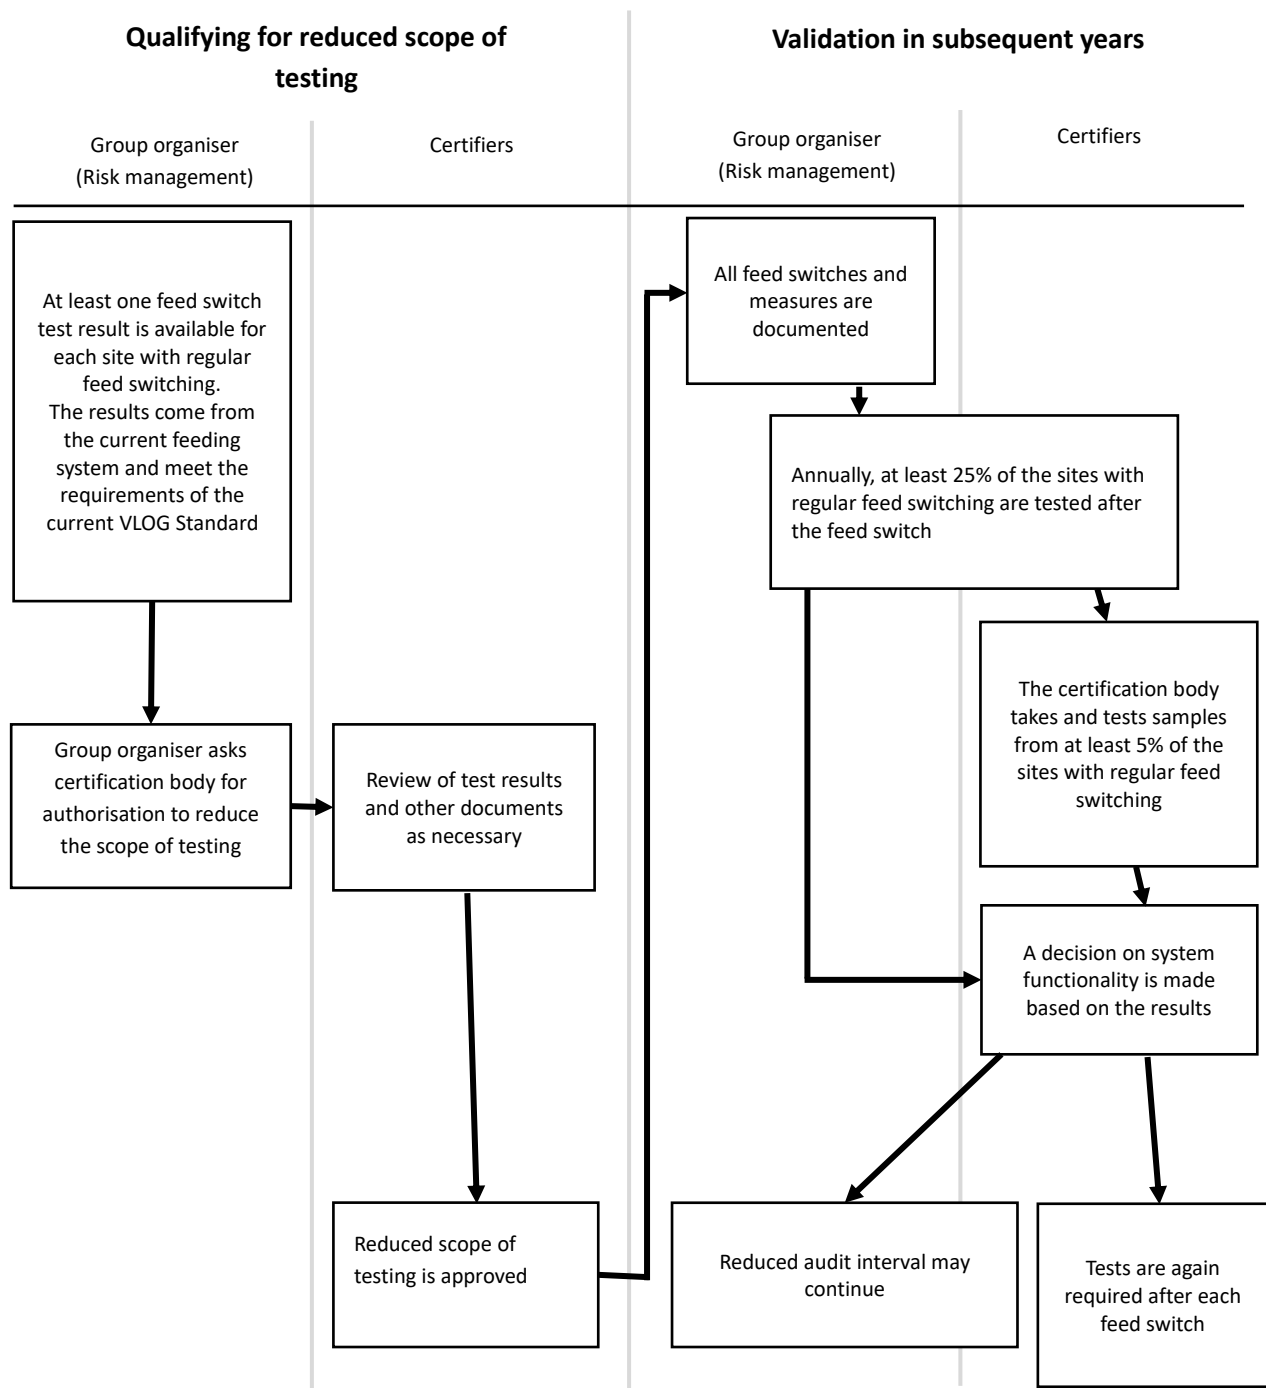 Qualifying for reduced scope of
testing
Validation in subsequent years
Group organiser
(Risk management)
Certifiers
Group organiser
(Risk management)
Certifiers
At least one feed switch
test result is available for
each site with regular
feed switching.
The results come from
the current feeding
system and meet the
requirements of the
current VLOG Standard
Group organiser asks
certification body for
authorisation to reduce
the scope of testing
Review of test results
and other documents
as necessary
Reduced scope of
testing is approved
All feed switches and
measures are
documented
Annually, at least 25% of the sites with
regular feed switching are tested after
the feed switch
The certification body
takes and tests samples
from at least 5% of the
sites with regular feed
switching
A decision on system
functionality is made
based on the results
Reduced audit interval may
continue
Tests are again
required after each
feed switch